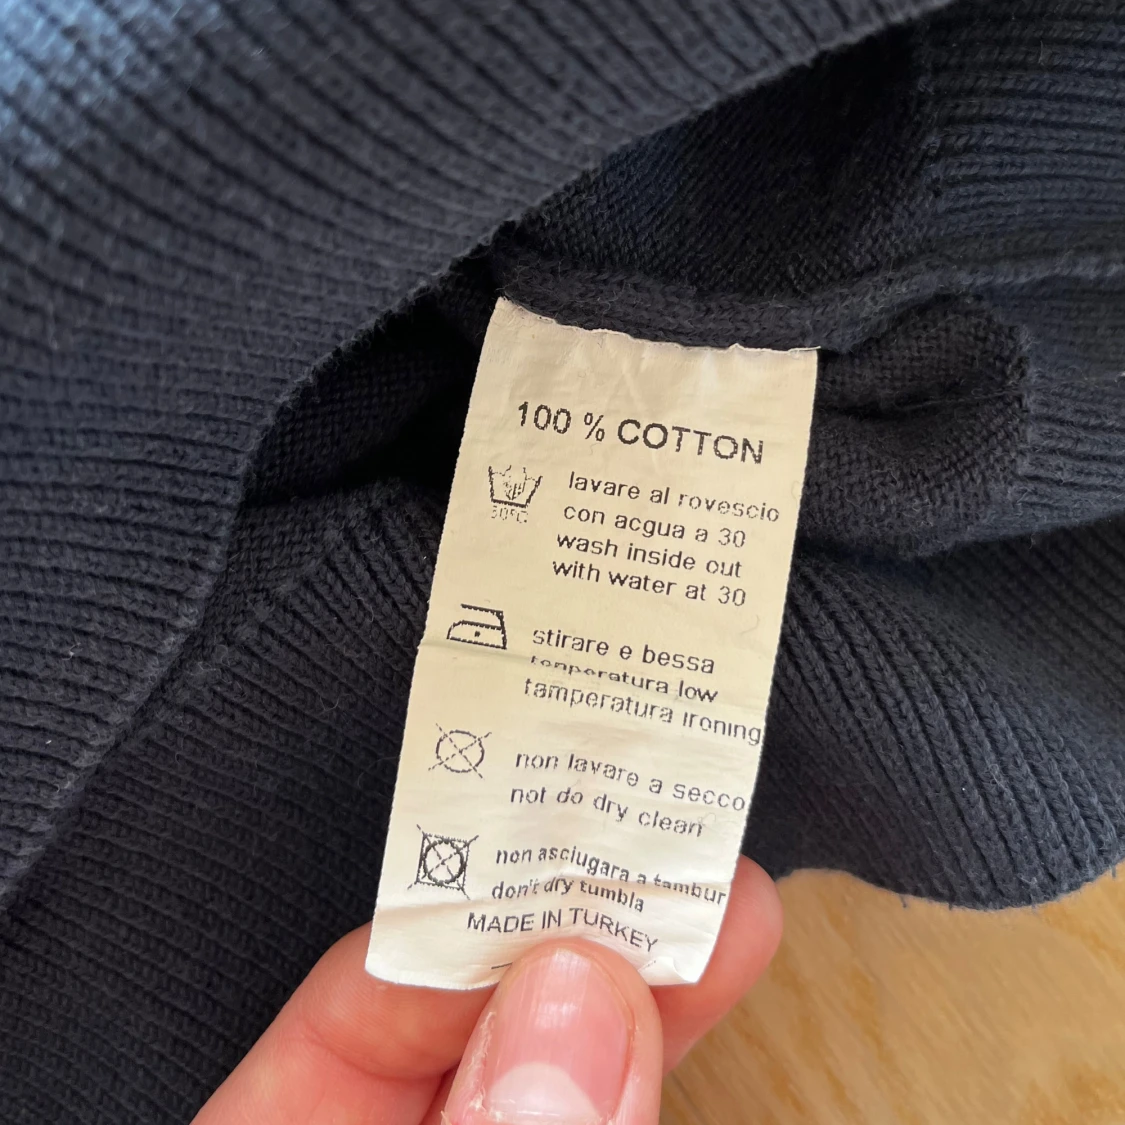 100 % COTTON
30°C
lavare al rovescio
con acgua a 30
wash inside out
with water at 30
stirare e bessa
tenperatura low
tamperatura ironing
non lavare a secco
not do dry clean
non asciugara a tambur
don't dry tumbla
MADE IN TURKEY